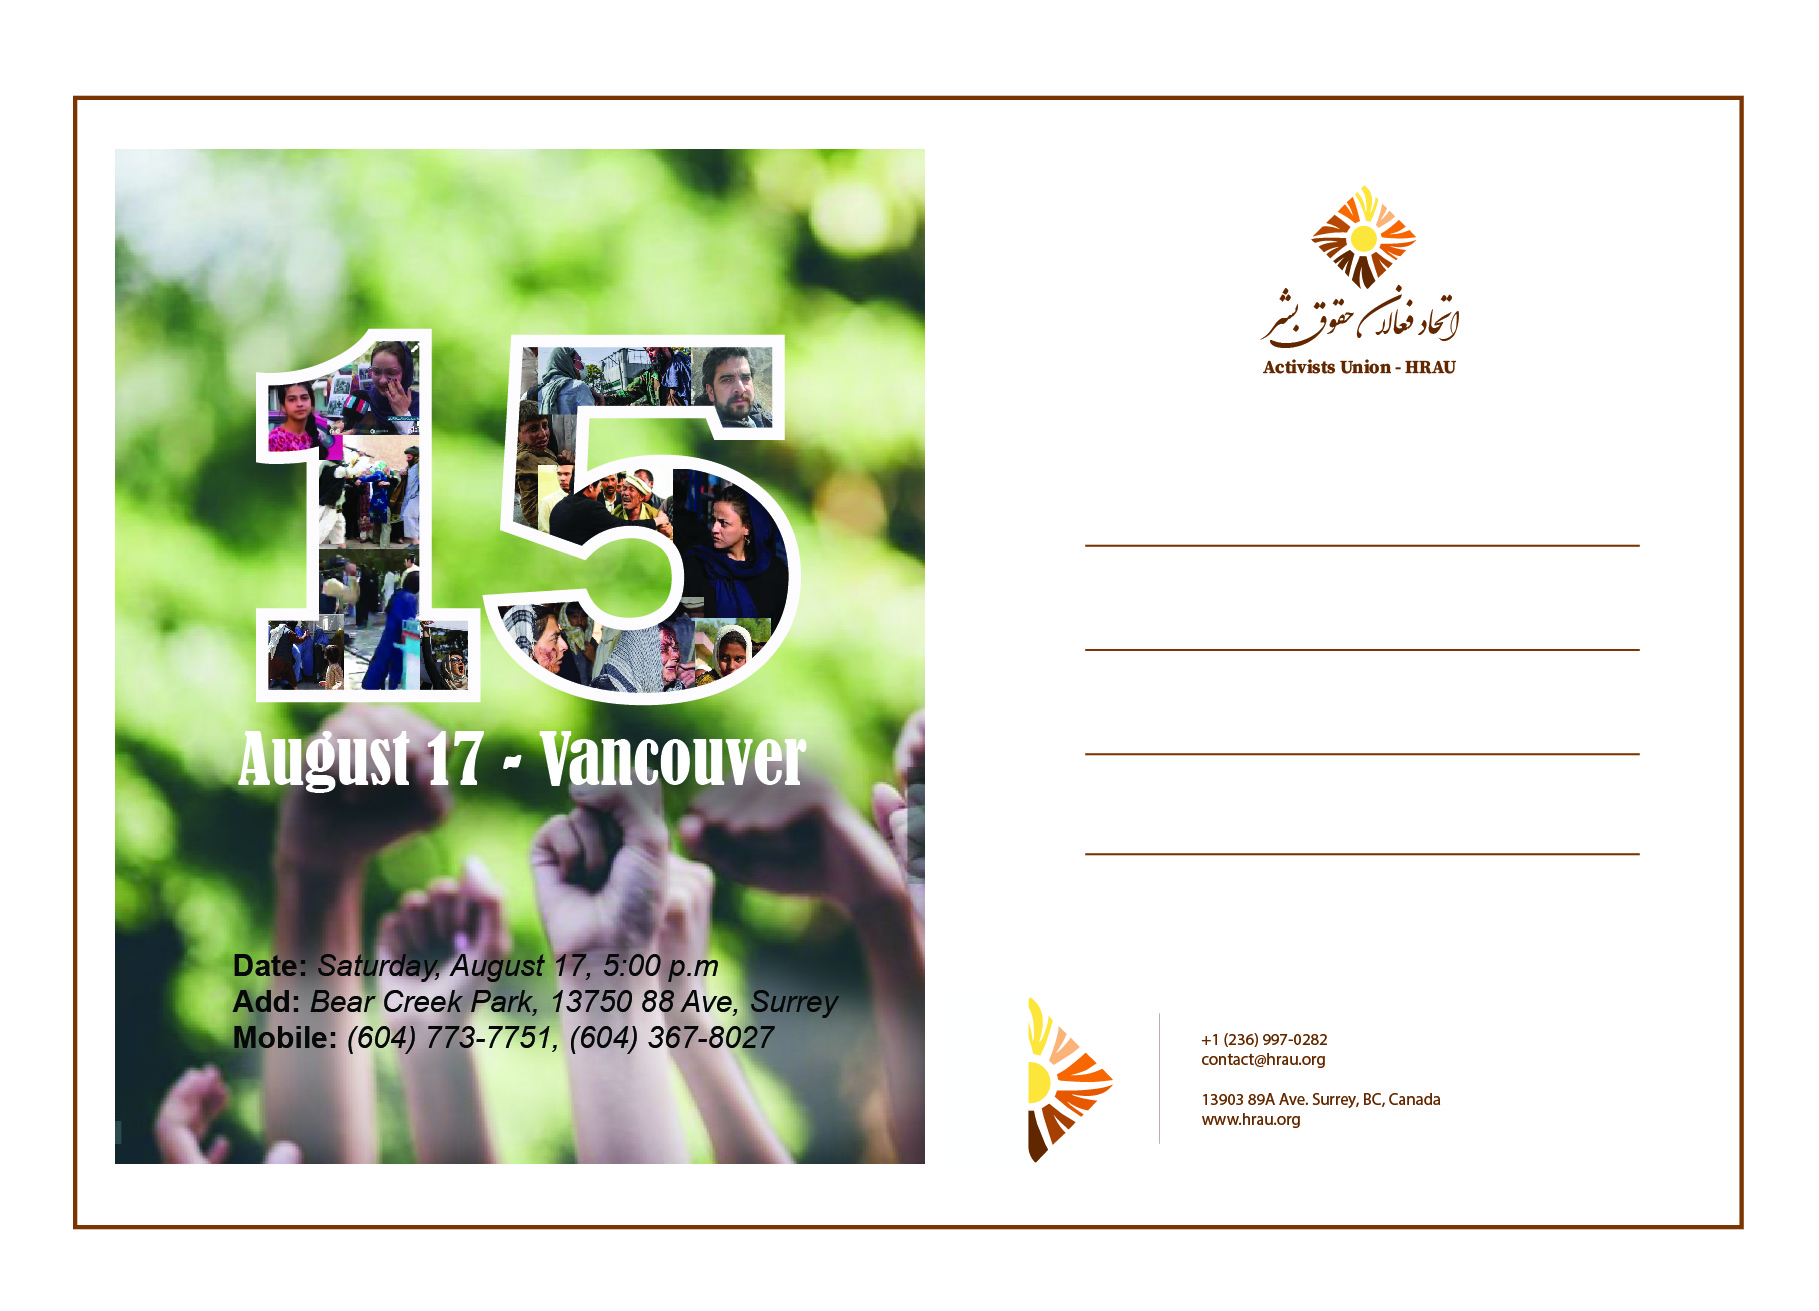 15
August 17 - Vancouver
Date: Saturday, August 17, 5:00 p.m
Add: Bear Creek Park, 13750 88 Ave, Surrey
Mobile: (604) 773-7751, (604) 367-8027
اتحاد فعالان حقوق بشر
Activists Union - HRAU
+1 (236) 997-0282
contact@hrau.org
13903 89A Ave. Surrey, BC, Canada
www.hrau.org